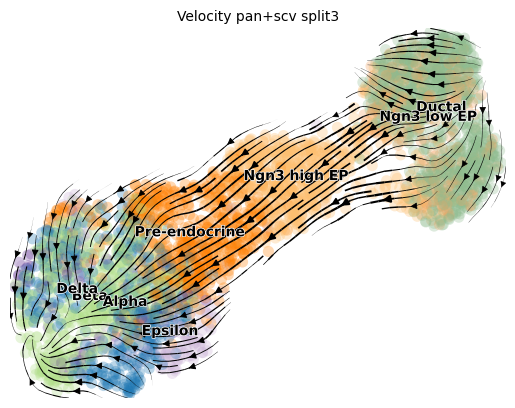 Velocity pan+scv split3
Ductal
Ngn3 low EP
Ngn3 high EP
Pre-endocrine
Delta
Beta
Alpha
Epsilon